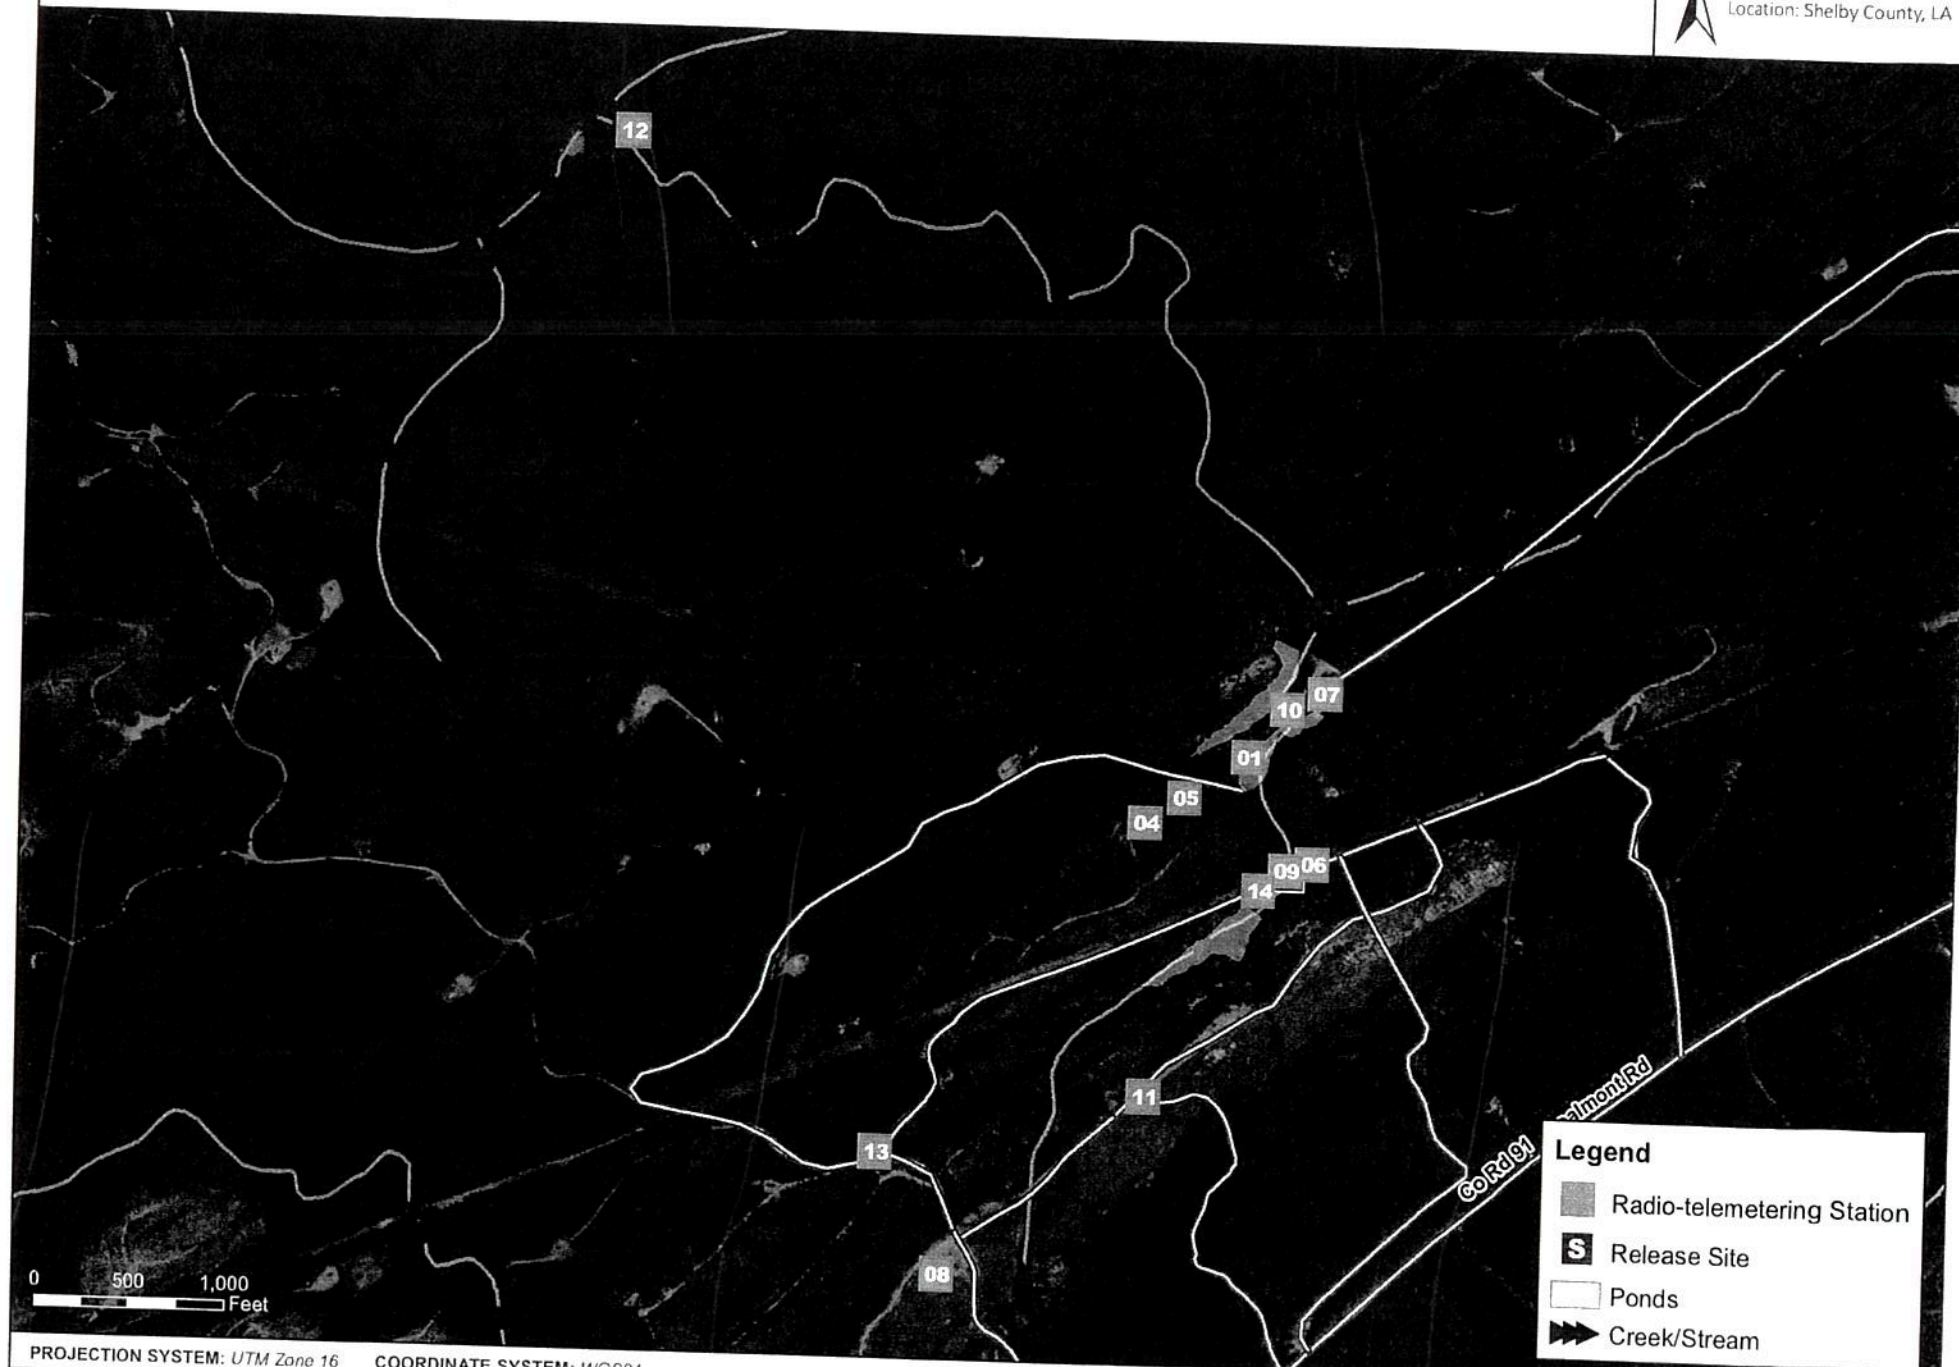 Location: Shelby County, LA
12
07
10
01
05
04
06
09
14
11
13
08
Co Rd 91
almont Rd
0 500 1,000
Feet
Legend
Radio-telemetering Station
S Release Site
Ponds
Creek/Stream
PROJECTION SYSTEM: UTM Zone 16 COORDINATE SYSTEM: